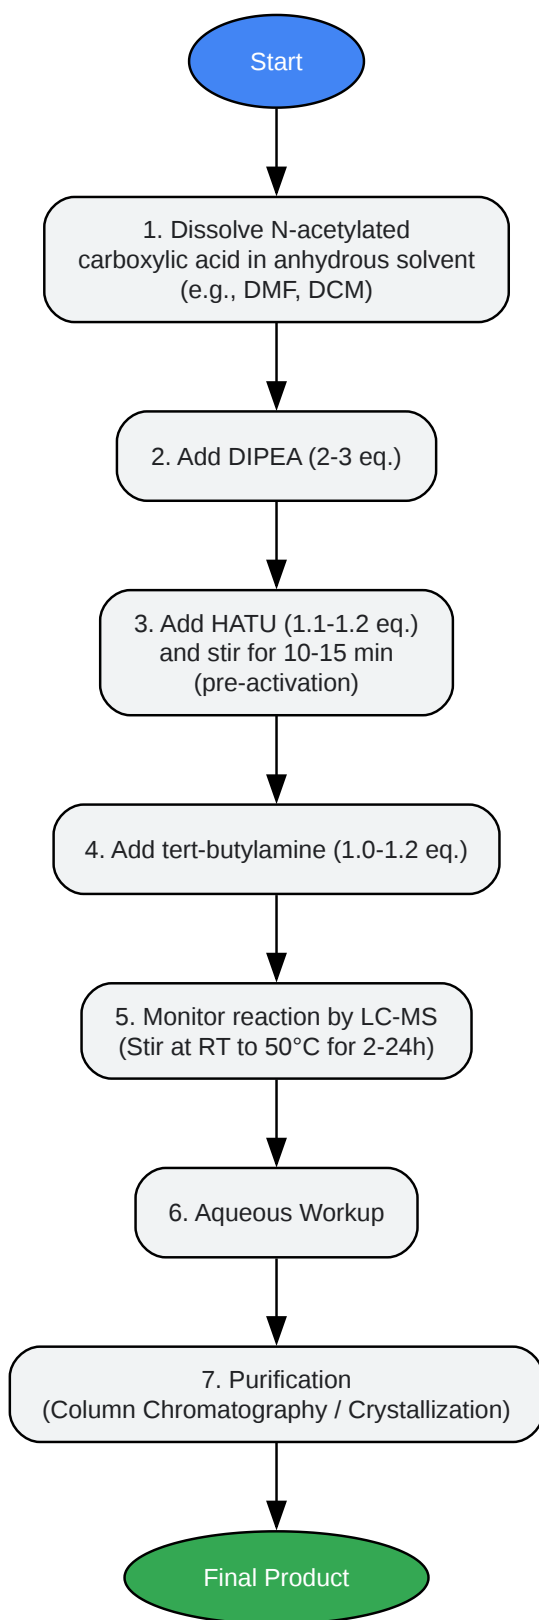 Start
1. Dissolve N-acetylated
carboxylic acid in anhydrous solvent
(e.g., DMF, DCM)
2. Add DIPEA (2-3 eq.)
3. Add HATU (1.1-1.2 eq.)
and stir for 10-15 min
(pre-activation)
4. Add tert-butylamine (1.0-1.2 eq.)
5. Monitor reaction by LC-MS
(Stir at RT to 50°C for 2-24h)
6. Aqueous Workup
7. Purification
(Column Chromatography / Crystallization)
Final Product